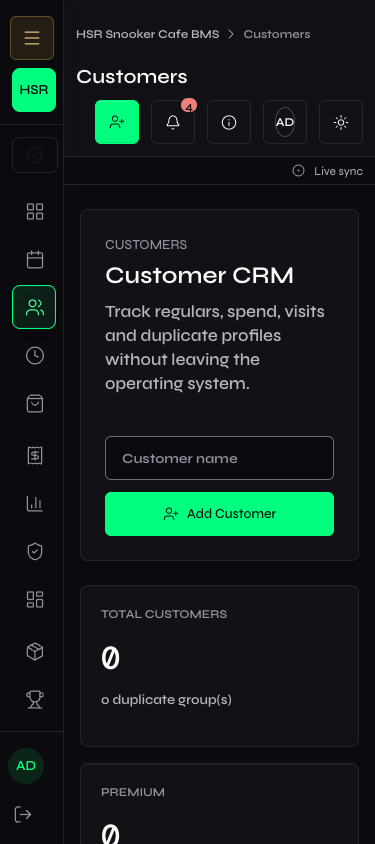 HSR Snooker Cafe BMS > Customers
HSR
Customers
4
AD
Live sync
CUSTOMERS
Customer CRM
Track regulars, spend, visits
and duplicate profiles
without leaving the
operating system.
Customer name
Add Customer
TOTAL CUSTOMERS
0
0 duplicate group(s)
AD
PREMIUM
0